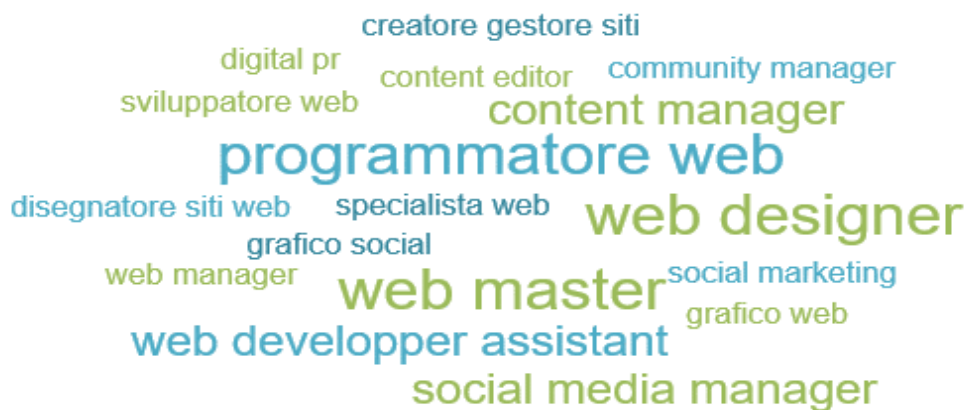 creatore gestore siti
digital pr
content editor
community manager
sviluppatore web
content manager
programmatore web
disegnatore siti web
specialista web
web designer
grafico social
web manager
web master
social marketing
grafico web
web developper assistant
social media manager